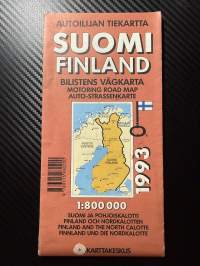 AUTOILIJAN TIEKARTTA
SUOMI
FINLAND
BILISTENS VÄGKARTA
MOTORING ROAD MAP
AUTO-STRASSENKARTE
1993
1:800 000
SUOMI JA POHJOISKALOTTI
FINLAND OCH NORDKALOTTEN
FINLAND AND THE NORTH CALOTTE
FINNLAND UND DIE NORDKALOTTE
KARTTAKESKUS